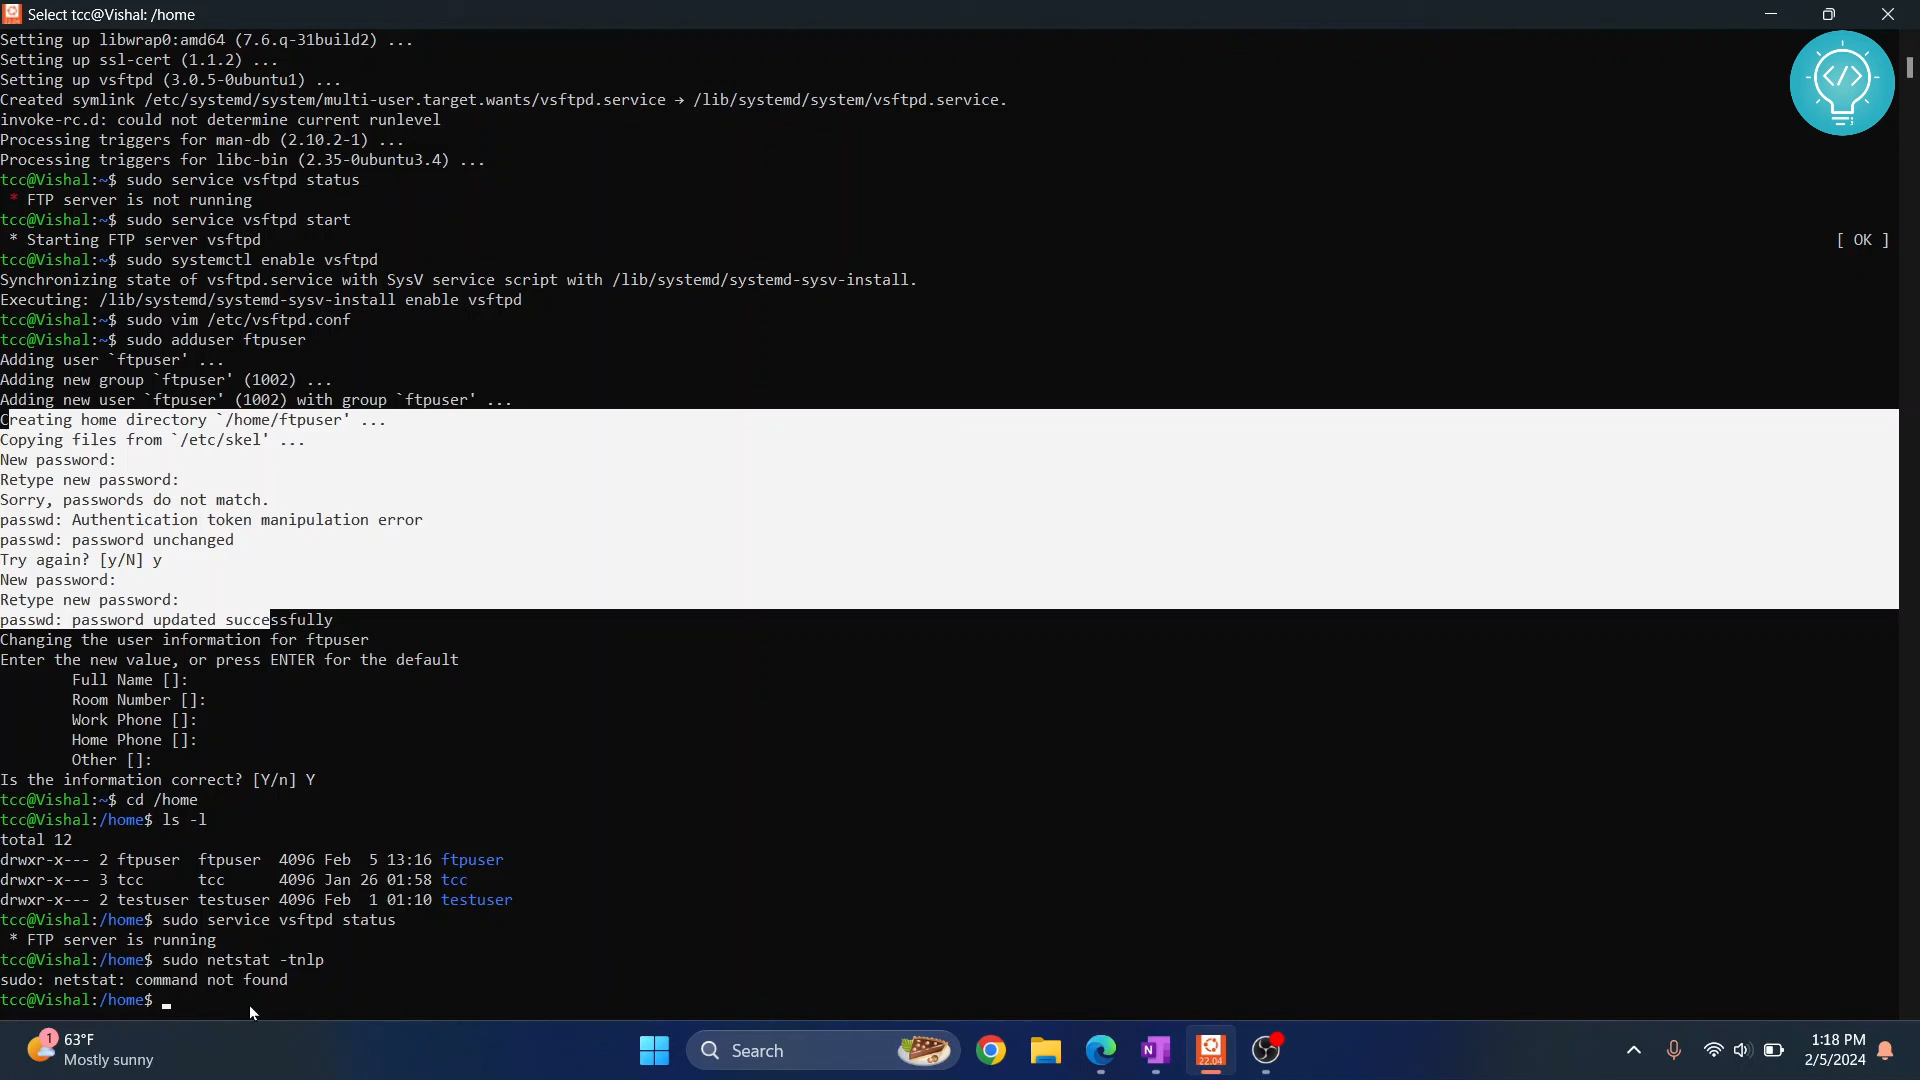 Select tcc@Vishal: /home
Setting up libwrap0:amd64 (7.6.q-31build2) ...
Setting up ssl-cert (1.1.2) ...
Setting up vsftpd (3.0.5-0ubuntu1) ...
Created symlink /etc/systemd/system/multi-user.target.wants/vsftpd.service → /lib/systemd/system/vsftpd.service.
invoke-rc.d: could not determine current runlevel
Processing triggers for man-db (2.10.2-1) ...
Processing triggers for libc-bin (2.35-0ubuntu3.4) ...
tcc@Vishal:~$ sudo service vsftpd status
* FTP server is not running
tcc@Vishal:~$ sudo service vsftpd start
* Starting FTP server vsftpd [ OK ]
tcc@Vishal:~$ sudo systemctl enable vsftpd
Synchronizing state of vsftpd.service with SysV service script with /lib/systemd/systemd-sysv-install.
Executing: /lib/systemd/systemd-sysv-install enable vsftpd
tcc@Vishal:~$ sudo vim /etc/vsftpd.conf
tcc@Vishal:~$ sudo adduser ftpuser
Adding user `ftpuser' ...
Adding new group `ftpuser' (1002) ...
Adding new user `ftpuser' (1002) with group `ftpuser' ...
Creating home directory `/home/ftpuser' ...
Copying files from `/etc/skel' ...
New password:
Retype new password:
Sorry, passwords do not match.
passwd: Authentication token manipulation error
passwd: password unchanged
Try again? [y/N] y
New password:
Retype new password:
passwd: password updated successfully
Changing the user information for ftpuser
Enter the new value, or press ENTER for the default
Full Name []:
Room Number []:
Work Phone []:
Home Phone []:
Other []:
Is the information correct? [Y/n] Y
tcc@Vishal:~$ cd /home
tcc@Vishal:/home$ ls -l
total 12
drwxr-x--- 2 ftpuser  ftpuser  4096 Feb  5 13:16 ftpuser
drwxr-x--- 3 tcc      tcc      4096 Jan 26 01:58 tcc
drwxr-x--- 2 testuser testuser 4096 Feb  1 01:10 testuser
tcc@Vishal:/home$ sudo service vsftpd status
* FTP server is running
tcc@Vishal:/home$ sudo netstat -tnlp
sudo: netstat: command not found
tcc@Vishal:/home$
</>
1
63°F
Mostly sunny
Search
N
22.04
1:18 PM
2/5/2024